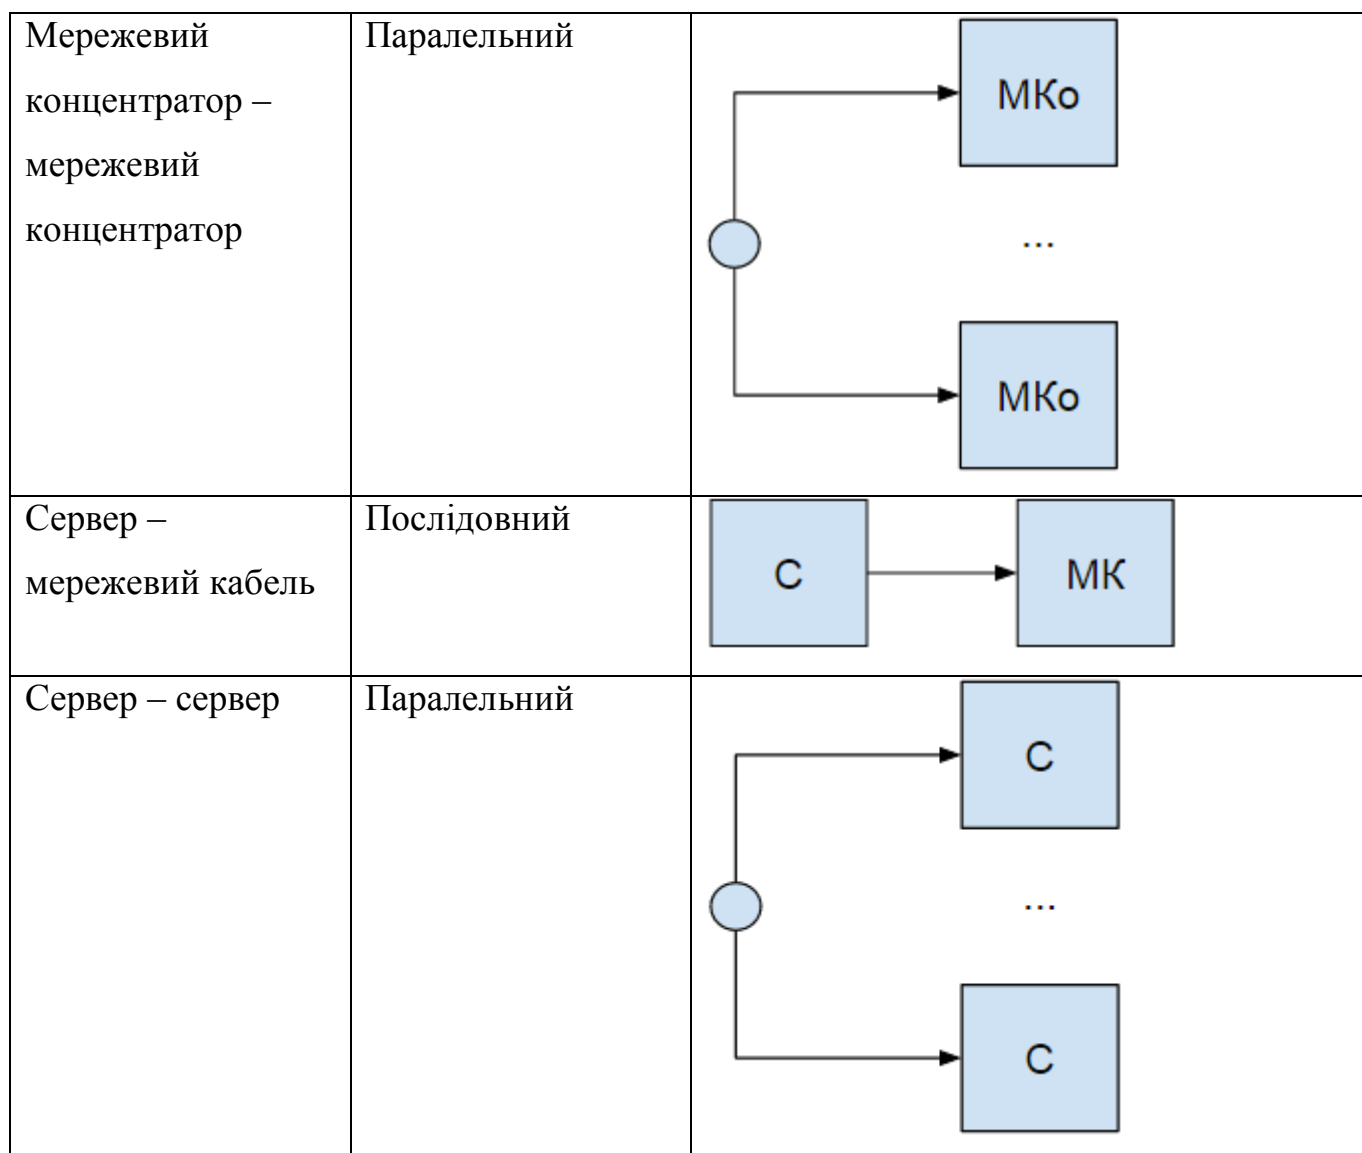 Мережевий
концентратор –
мережевий
концентратор
Паралельний
МКо
...
МКо
Сервер –
мережевий кабель
Послідовний
С
МК
Сервер – сервер
Паралельний
С
...
С